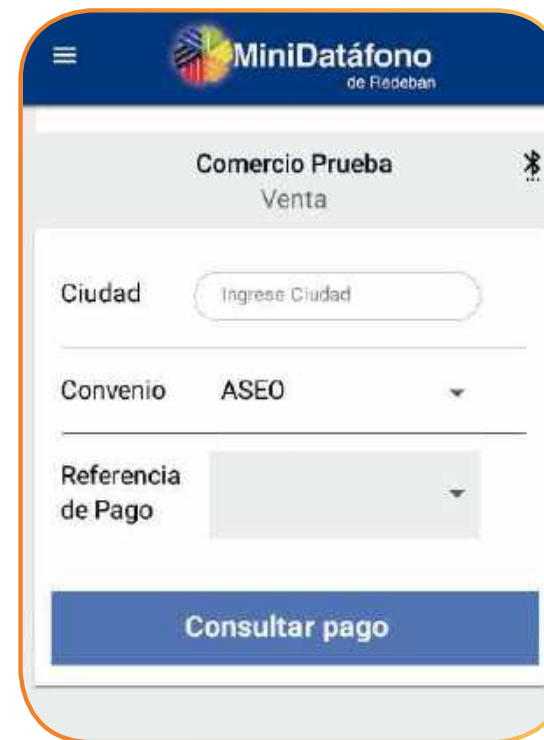 MiniDatáfono
de Redeban
Comercio Prueba
Venta
Ciudad
Ingrese Ciudad
Convenio
ASEO
Referencia
de Pago
Consultar pago